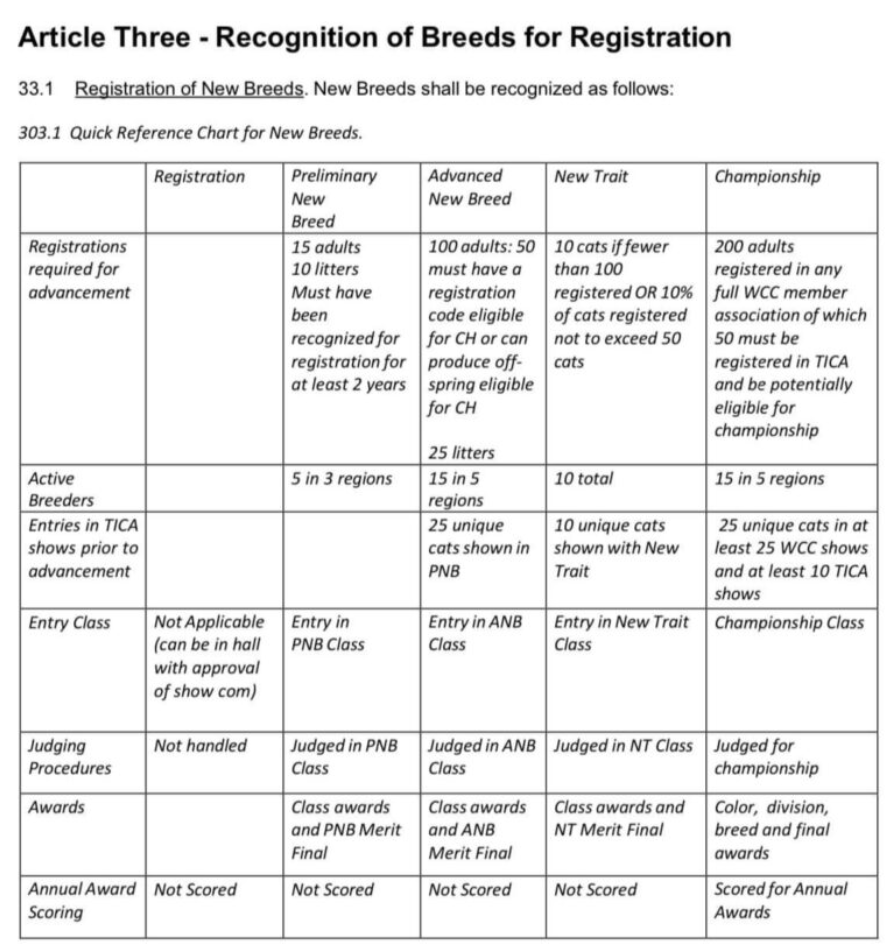 Article Three - Recognition of Breeds for Registration
33.1 Registration of New Breeds. New Breeds shall be recognized as follows:
303.1 Quick Reference Chart for New Breeds.
Registration
Preliminary
New
Breed
Advanced
New Breed
New Trait
Championship
Registrations
required for
advancement
15 adults
10 litters
Must have
been
recognized for
registration for
at least 2 years
100 adults: 50
must have a
registration
code eligible
for CH or can
produce off-
spring eligible
for CH
25 litters
10 cats if fewer
than 100
registered OR 10%
of cats registered
not to exceed 50
cats
200 adults
registered in any
full WCC member
association of which
50 must be
registered in TICA
and be potentially
eligible for
championship
Active
Breeders
5 in 3 regions
15 in 5
regions
10 total
15 in 5 regions
Entries in TICA
shows prior to
advancement
25 unique
cats shown in
PNB
10 unique cats
shown with New
Trait
25 unique cats in at
least 25 WCC shows
and at least 10 TICA
shows
Entry Class
Not Applicable
(can be in hall
with approval
of show com)
Entry in
PNB Class
Entry in ANB
Class
Entry in New Trait
Class
Championship Class
Judging
Procedures
Not handled
Judged in PNB
Class
Judged in ANB
Class
Judged in NT Class
Judged for
championship
Awards
Class awards
and PNB Merit
Final
Class awards
and ANB
Merit Final
Class awards and
NT Merit Final
Color, division,
breed and final
awards
Annual Award
Scoring
Not Scored
Not Scored
Not Scored
Not Scored
Scored for Annual
Awards